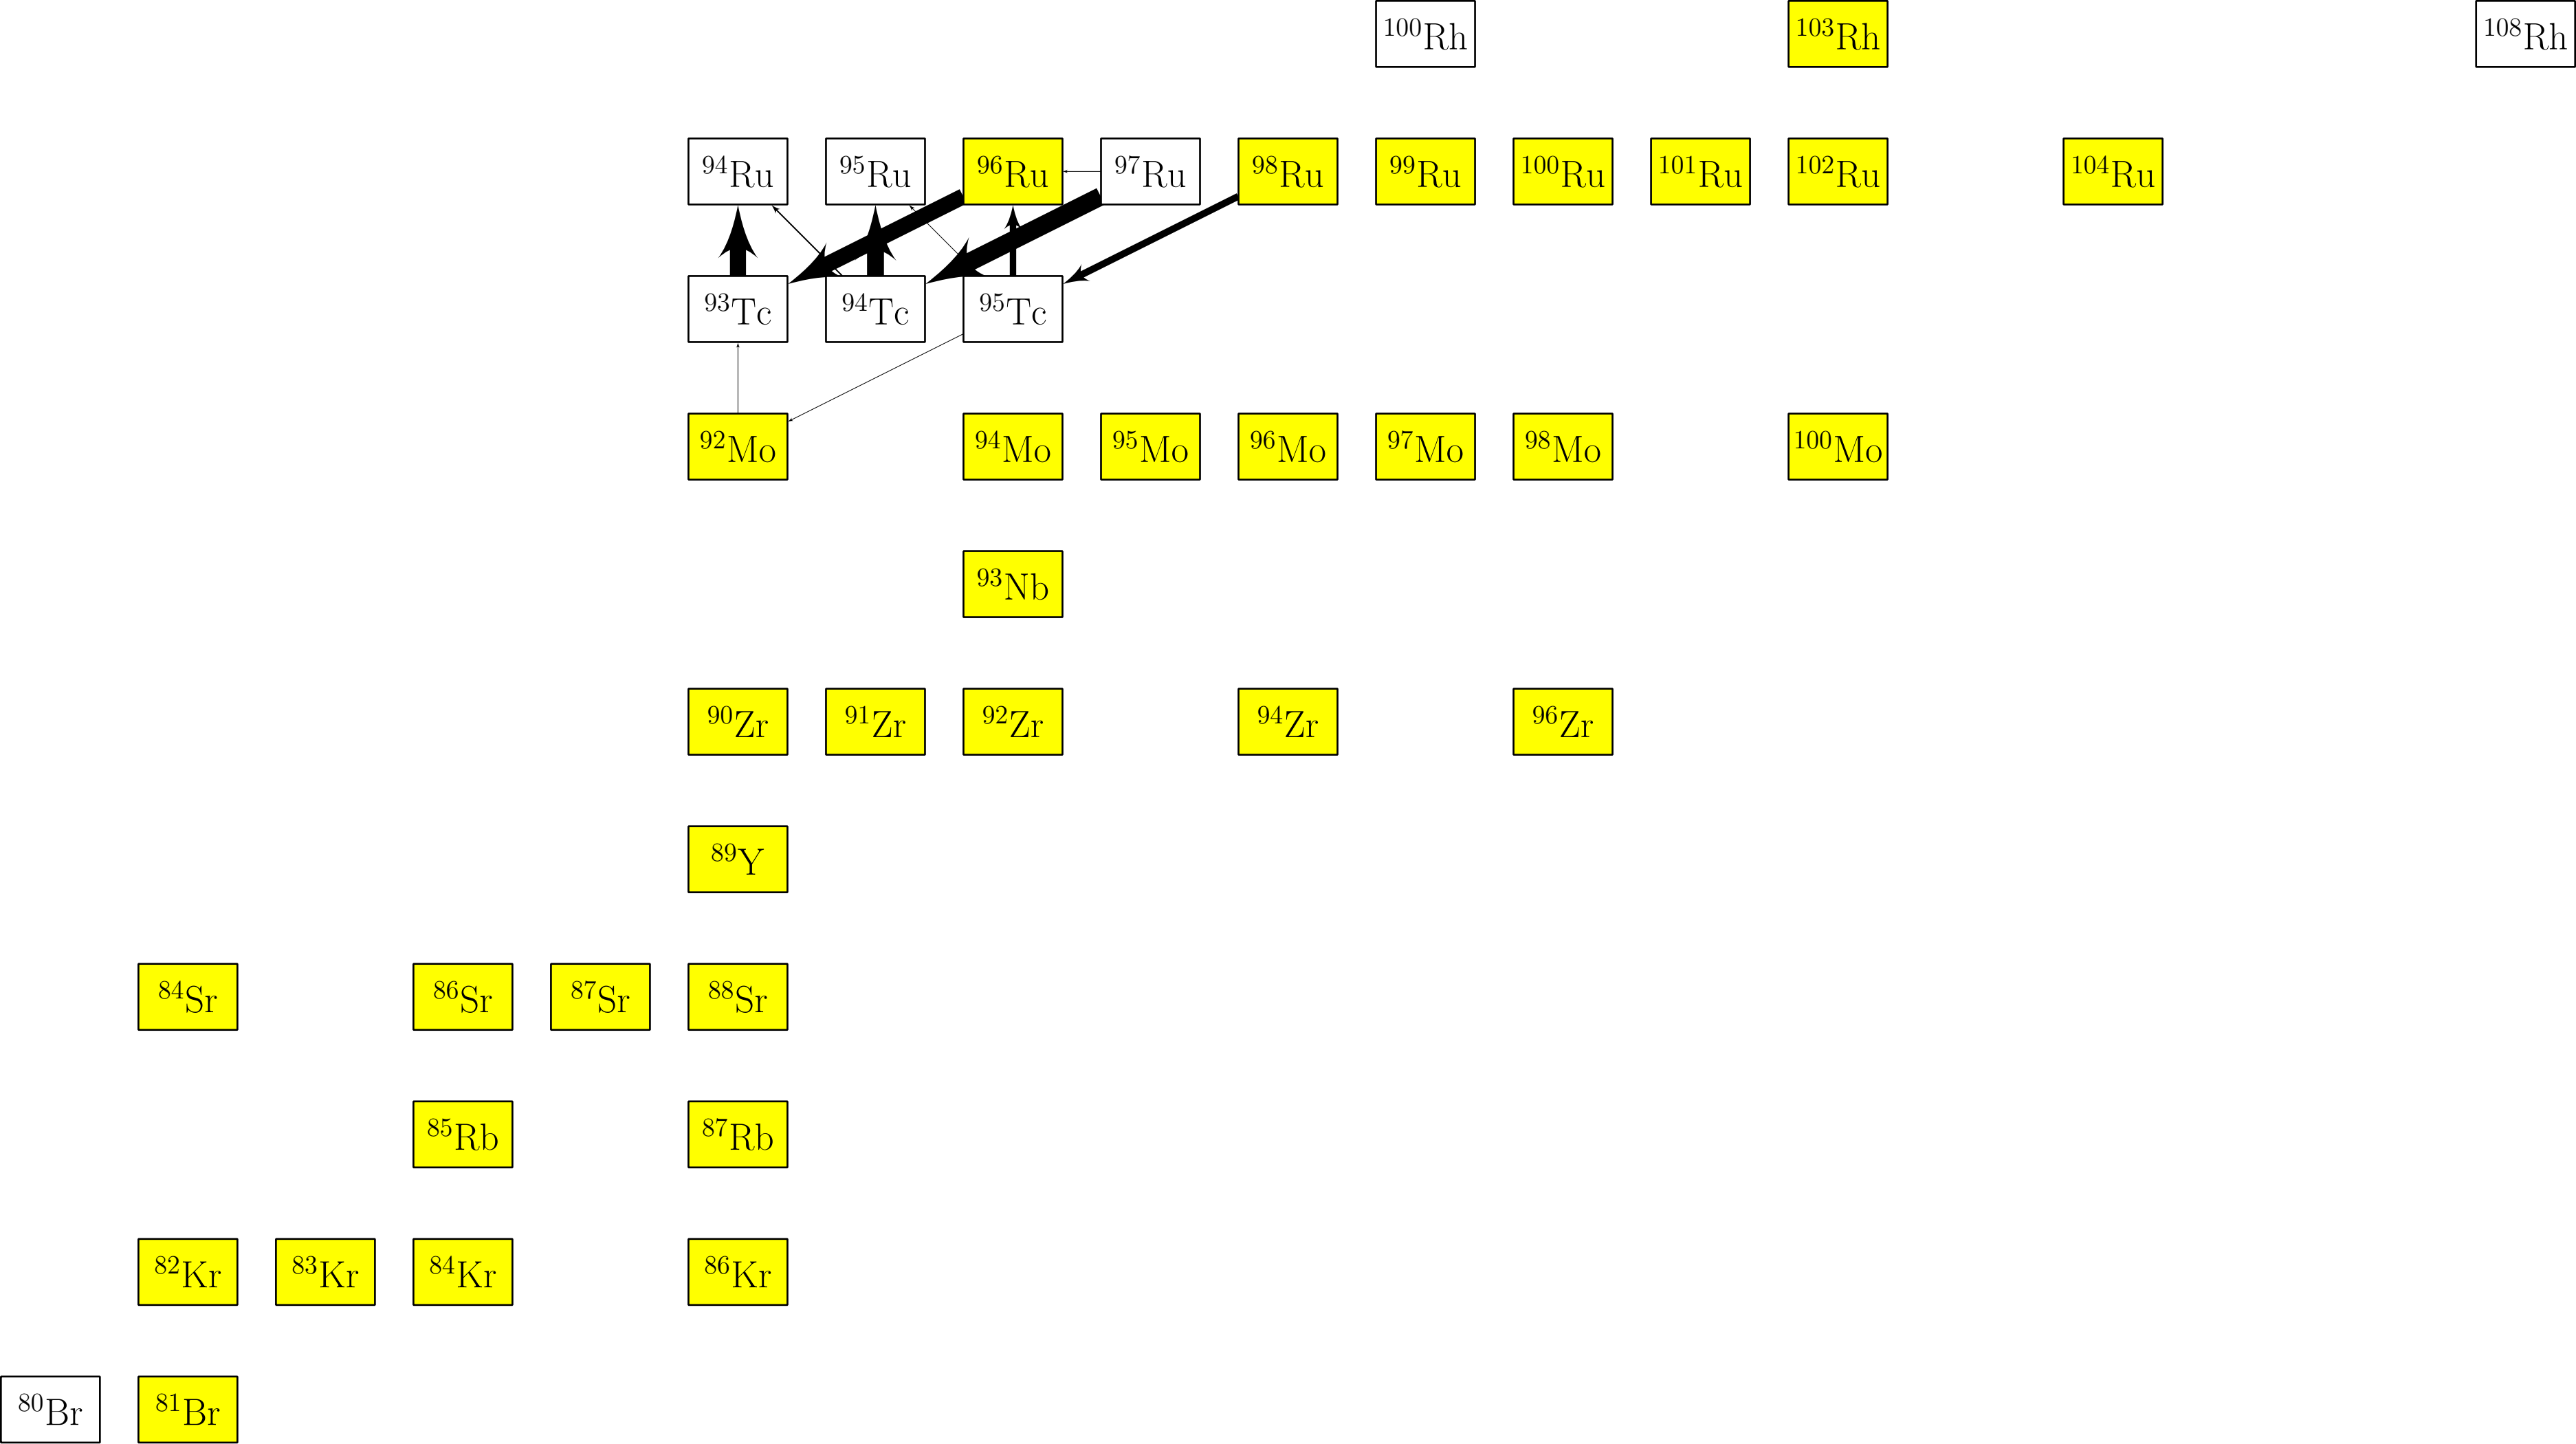 ¹⁰⁰Rh ¹⁰³Rh ¹⁰⁸Rh
⁹⁴Ru ⁹⁵Ru ⁹⁶Ru ⁹⁷Ru ⁹⁸Ru ⁹⁹Ru ¹⁰⁰Ru ¹⁰¹Ru ¹⁰²Ru ¹⁰⁴Ru
⁹³Tc ⁹⁴Tc ⁹⁵Tc
⁹²Mo ⁹⁴Mo ⁹⁵Mo ⁹⁶Mo ⁹⁷Mo ⁹⁸Mo ¹⁰⁰Mo
⁹³Nb
⁹⁰Zr ⁹¹Zr ⁹²Zr ⁹⁴Zr ⁹⁶Zr
⁸⁹Y
⁸⁴Sr ⁸⁶Sr ⁸⁷Sr ⁸⁸Sr
⁸⁵Rb ⁸⁷Rb
⁸²Kr ⁸³Kr ⁸⁴Kr ⁸⁶Kr
⁸⁰Br ⁸¹Br